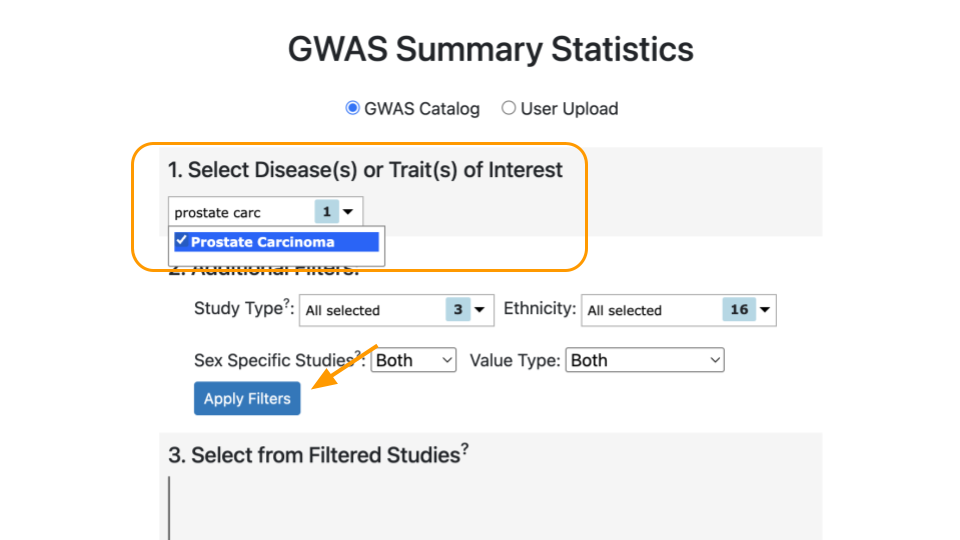 GWAS Summary Statistics
GWAS Catalog User Upload
1. Select Disease(s) or Trait(s) of Interest
prostate carc 1
Prostate Carcinoma
2. Additional Filters:
Study Type?: All selected 3 Ethnicity: All selected 16
Sex Specific Studies?: Both Value Type: Both
Apply Filters
3. Select from Filtered Studies?